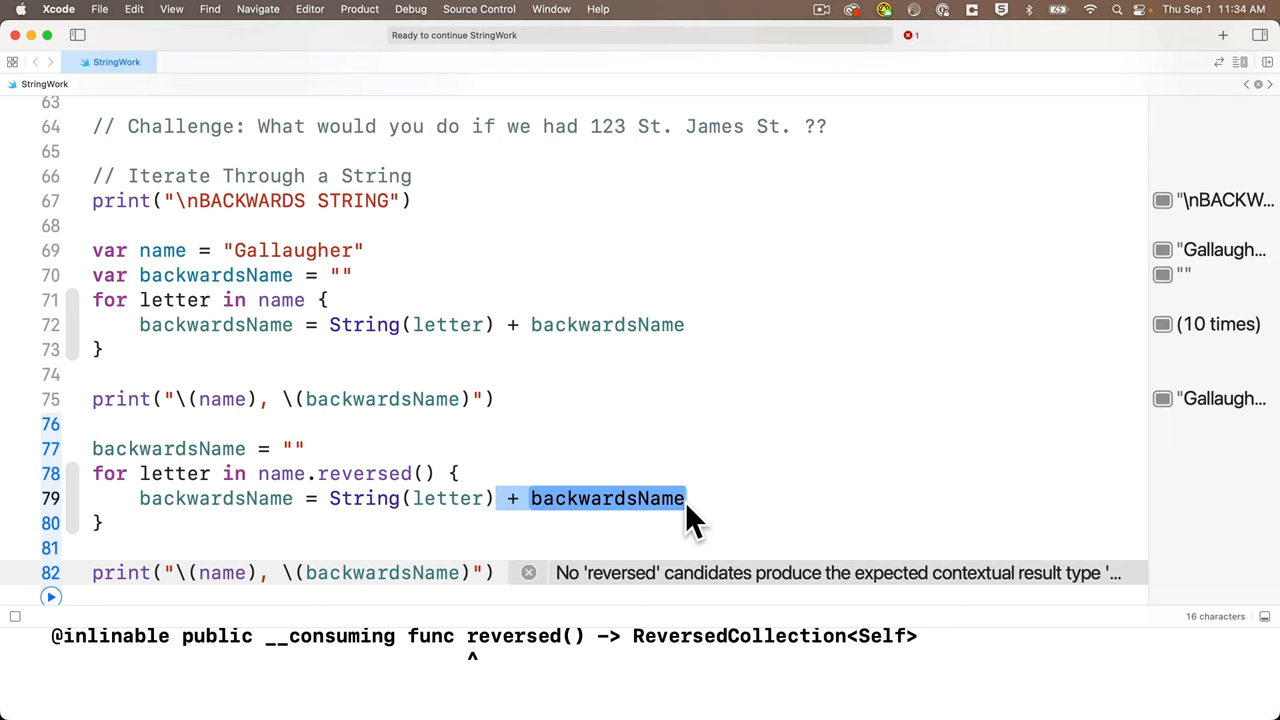 Xcode File Edit View Find Navigate Editor Product Debug Source Control Window Help Thu Sep 1 11:34 AM
Ready to continue StringWork 1
StringWork
StringWork
63
64 // Challenge: What would you do if we had 123 St. James St. ??
65
66 // Iterate Through a String
67 print("\nBACKWARDS STRING") "\nBACKW...
68
69 var name = "Gallaugher" "Gallaugh...
70 var backwardsName = "" ""
71 for letter in name {
72 backwardsName = String(letter) + backwardsName (10 times)
73 }
74
75 print("\(name), \(backwardsName)") "Gallaugh...
76
77 backwardsName = ""
78 for letter in name.reversed() {
79 backwardsName = String(letter) + backwardsName
80 }
81
82 print("\(name), \(backwardsName)") No 'reversed' candidates produce the expected contextual result type '...
16 characters
@inlinable public __consuming func reversed() -> ReversedCollection<Self>
^